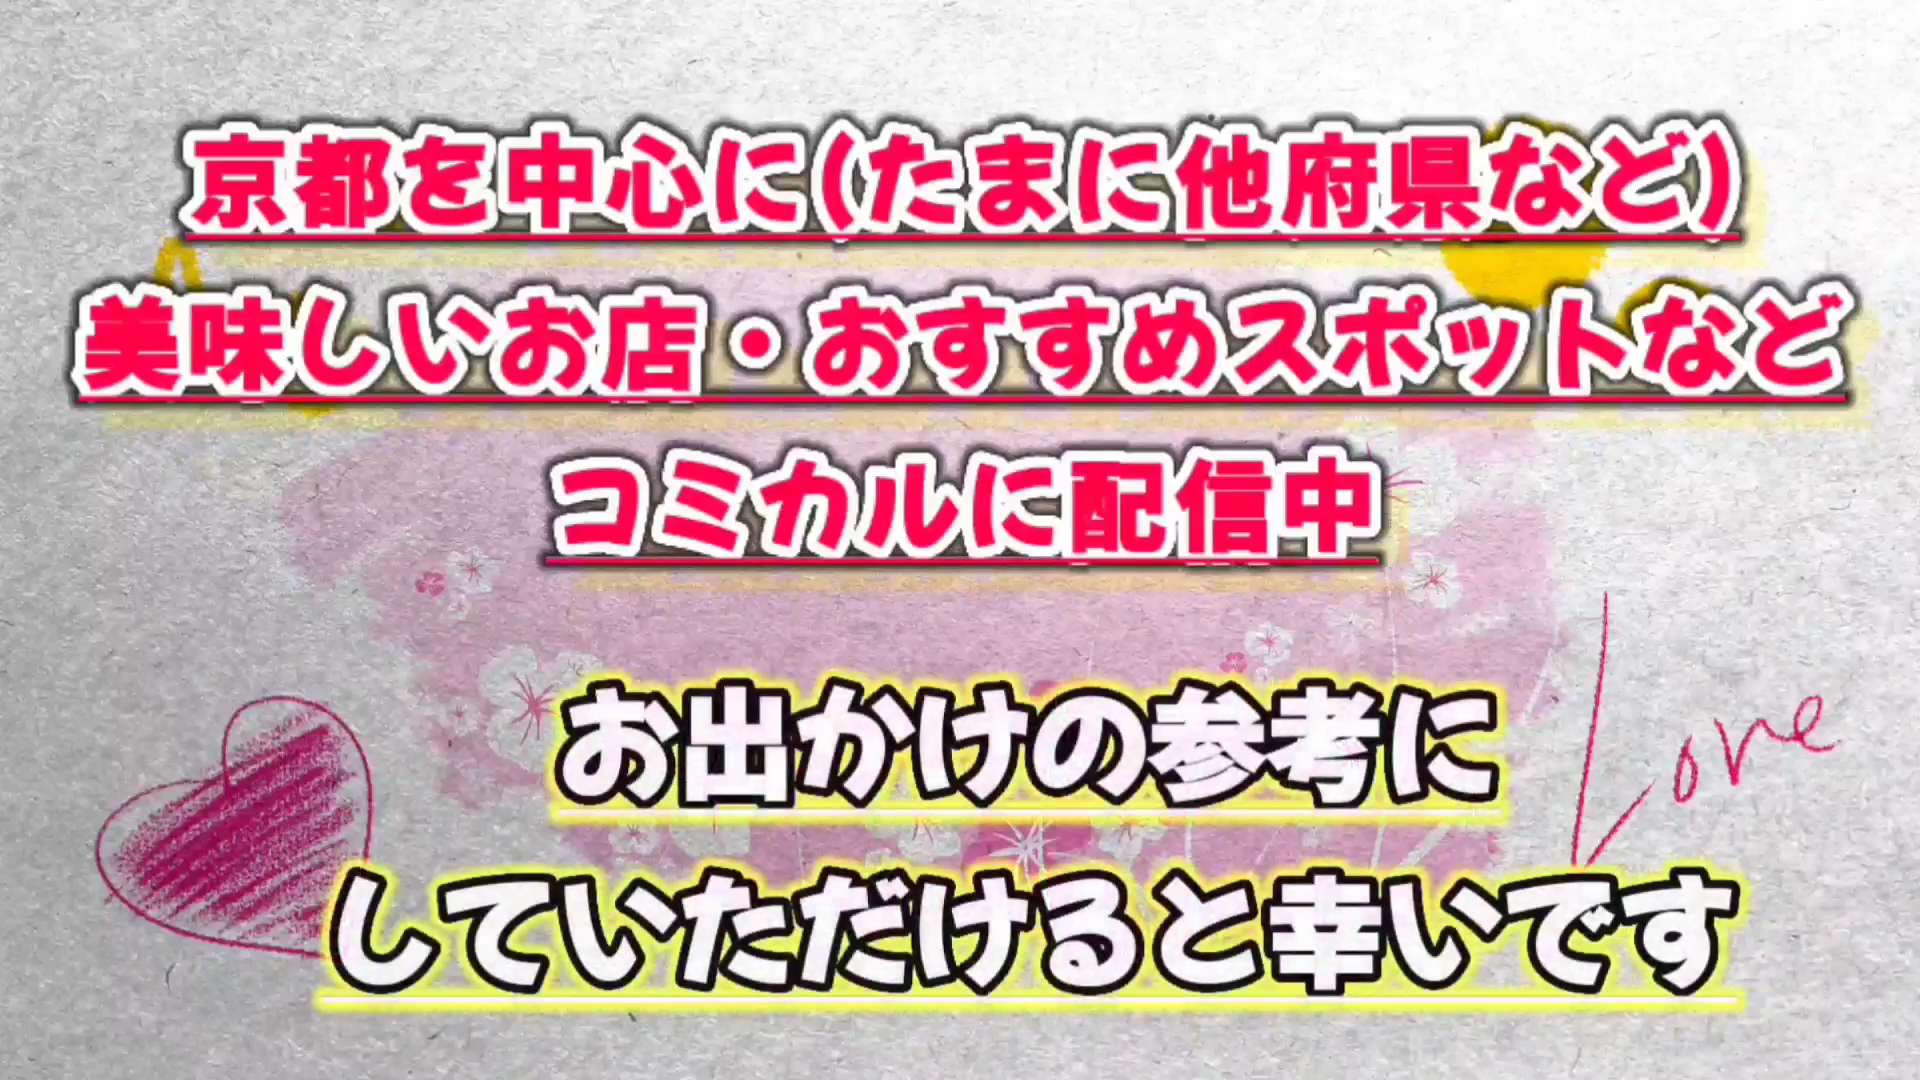 京都を中心に(たまに他府県など)
美味しいお店・おすすめスポットなど
コミカルに配信中
お出かけの参考に
していただけると幸いです
Love